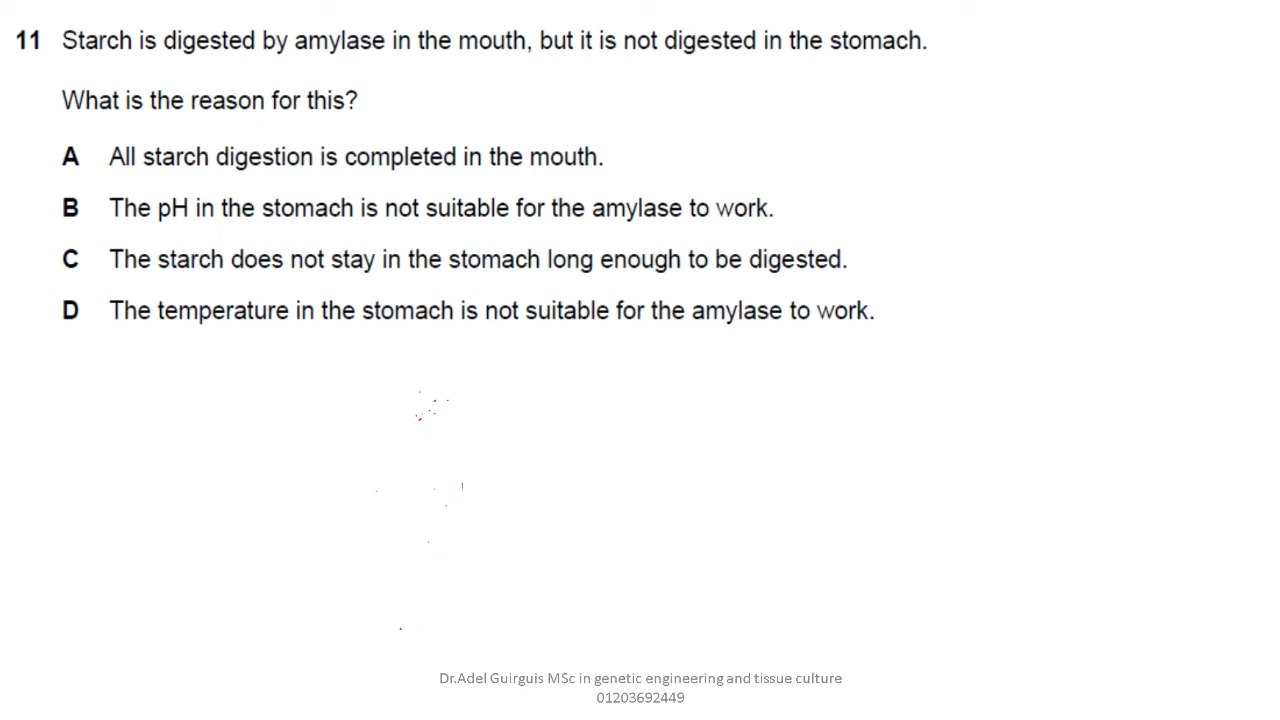 11 Starch is digested by amylase in the mouth, but it is not digested in the stomach.
What is the reason for this?
A All starch digestion is completed in the mouth.
B The pH in the stomach is not suitable for the amylase to work.
C The starch does not stay in the stomach long enough to be digested.
D The temperature in the stomach is not suitable for the amylase to work.
Dr.Adel Guirguis MSc in genetic engineering and tissue culture
01203692449